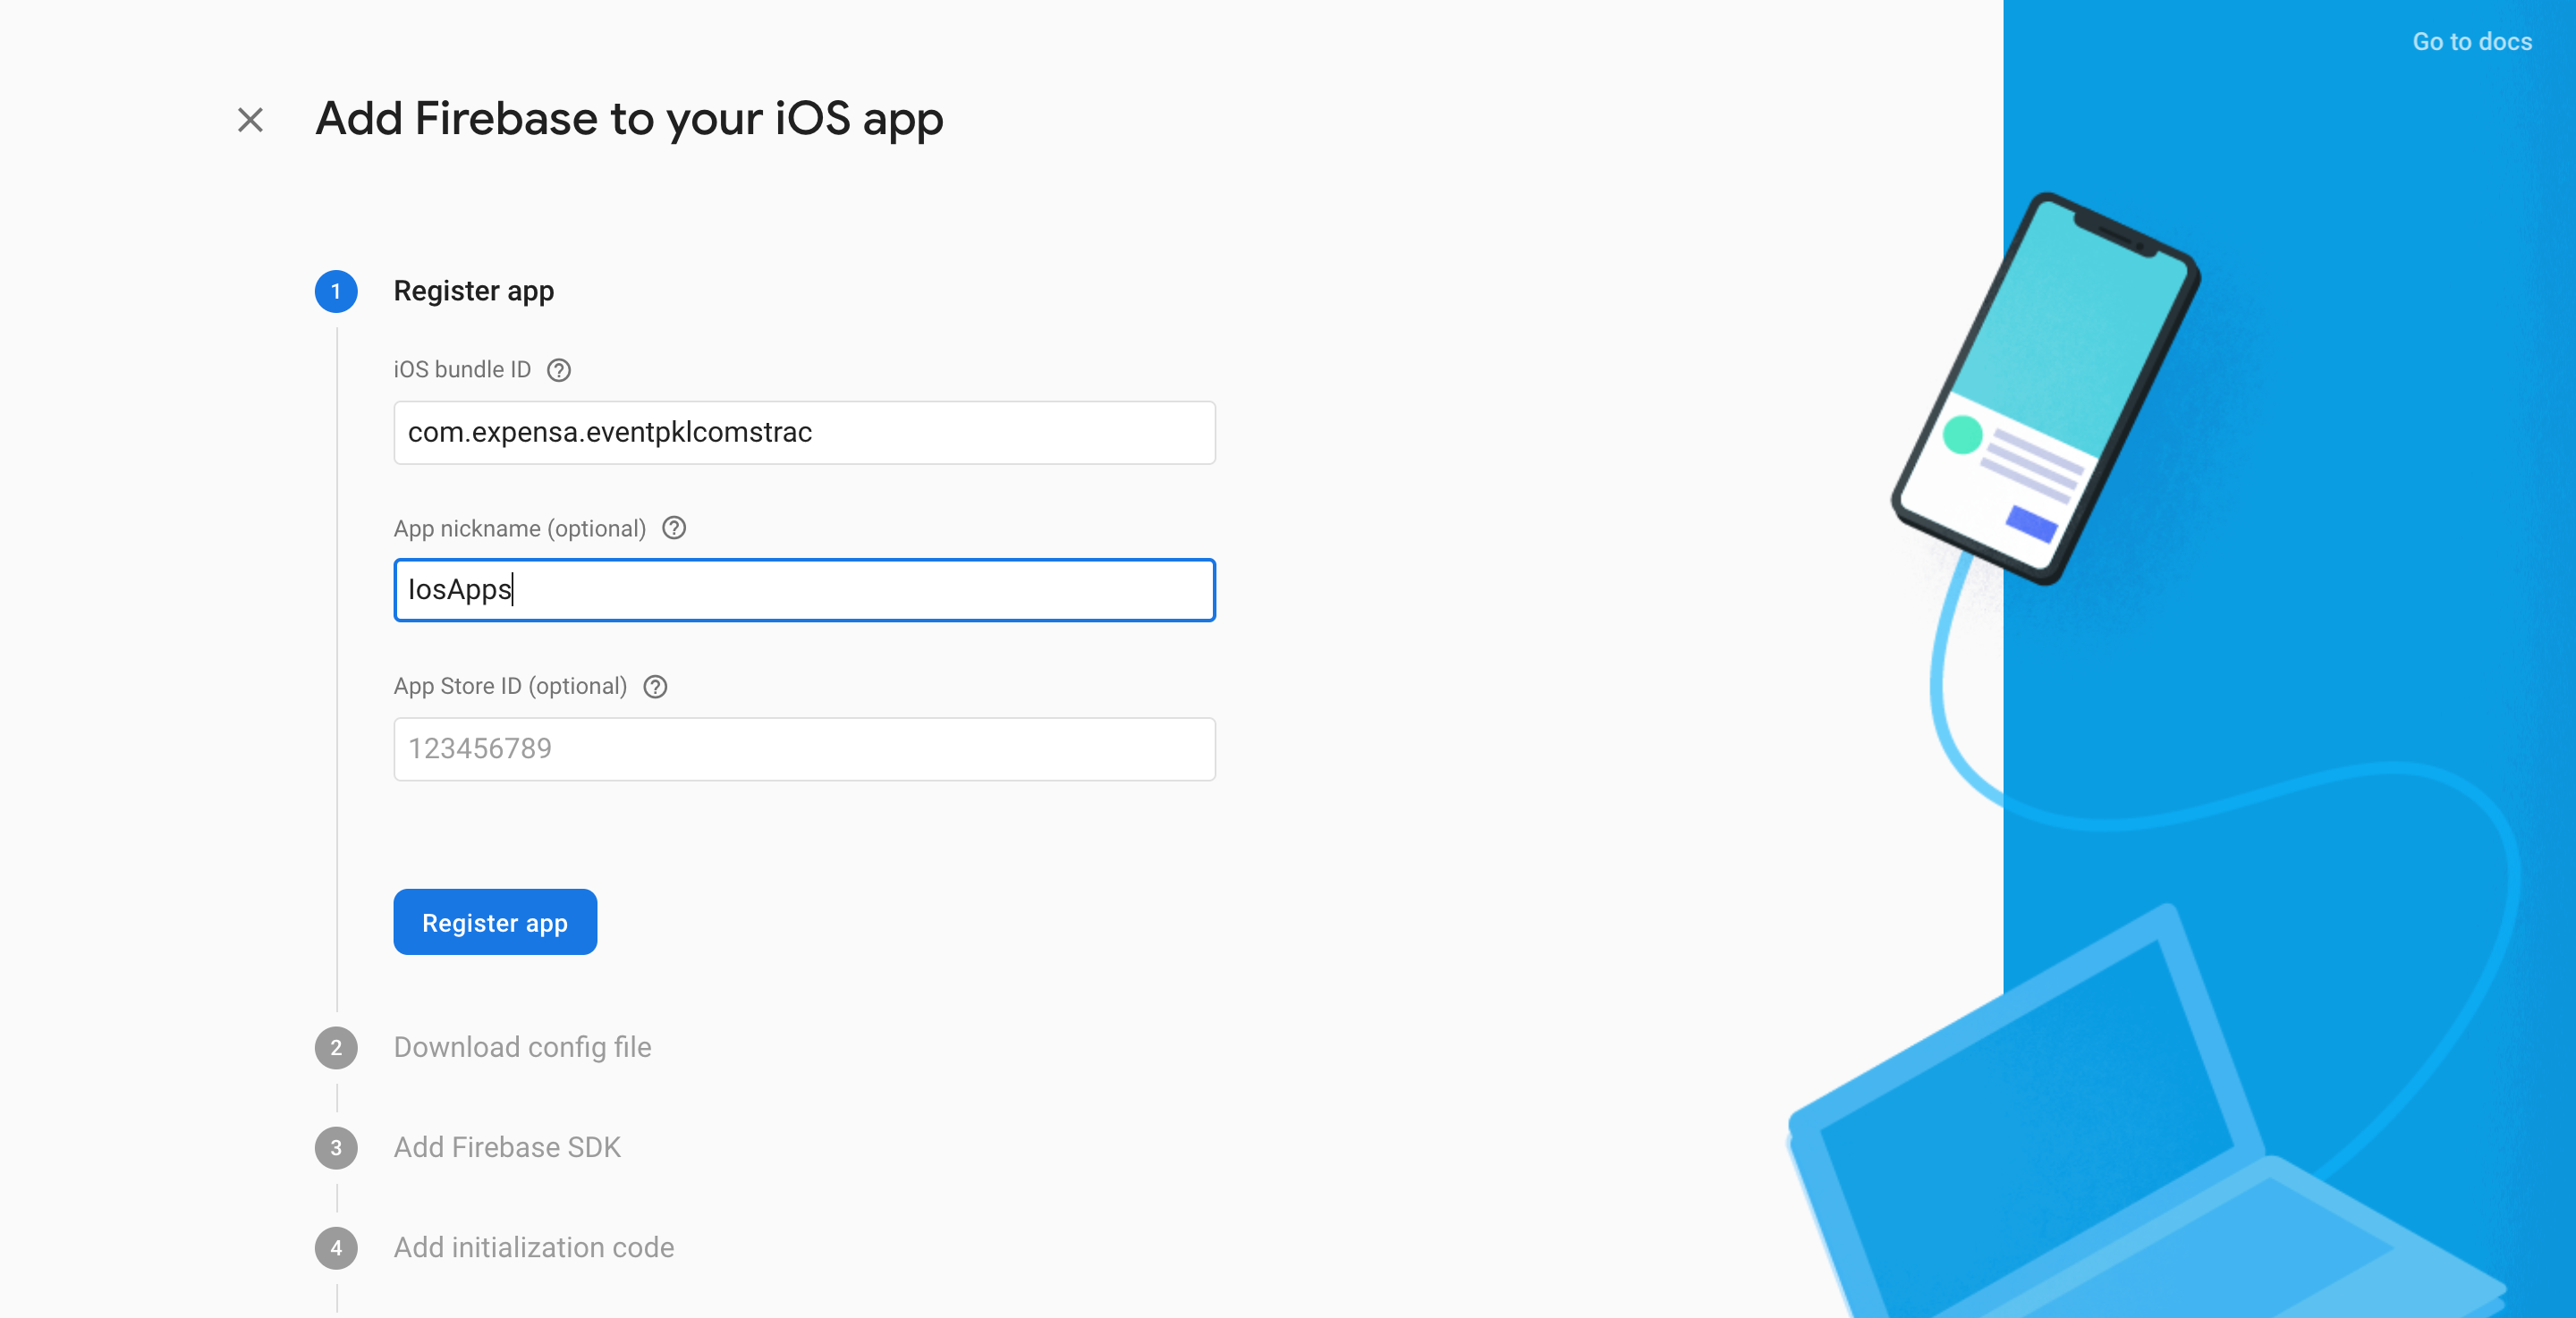 Go to docs
Add Firebase to your iOS app
1 Register app
iOS bundle ID ?
com.expensa.eventpklcomstrac
App nickname (optional) ?
IosApps
App Store ID (optional) ?
123456789
Register app
2 Download config file
3 Add Firebase SDK
4 Add initialization code